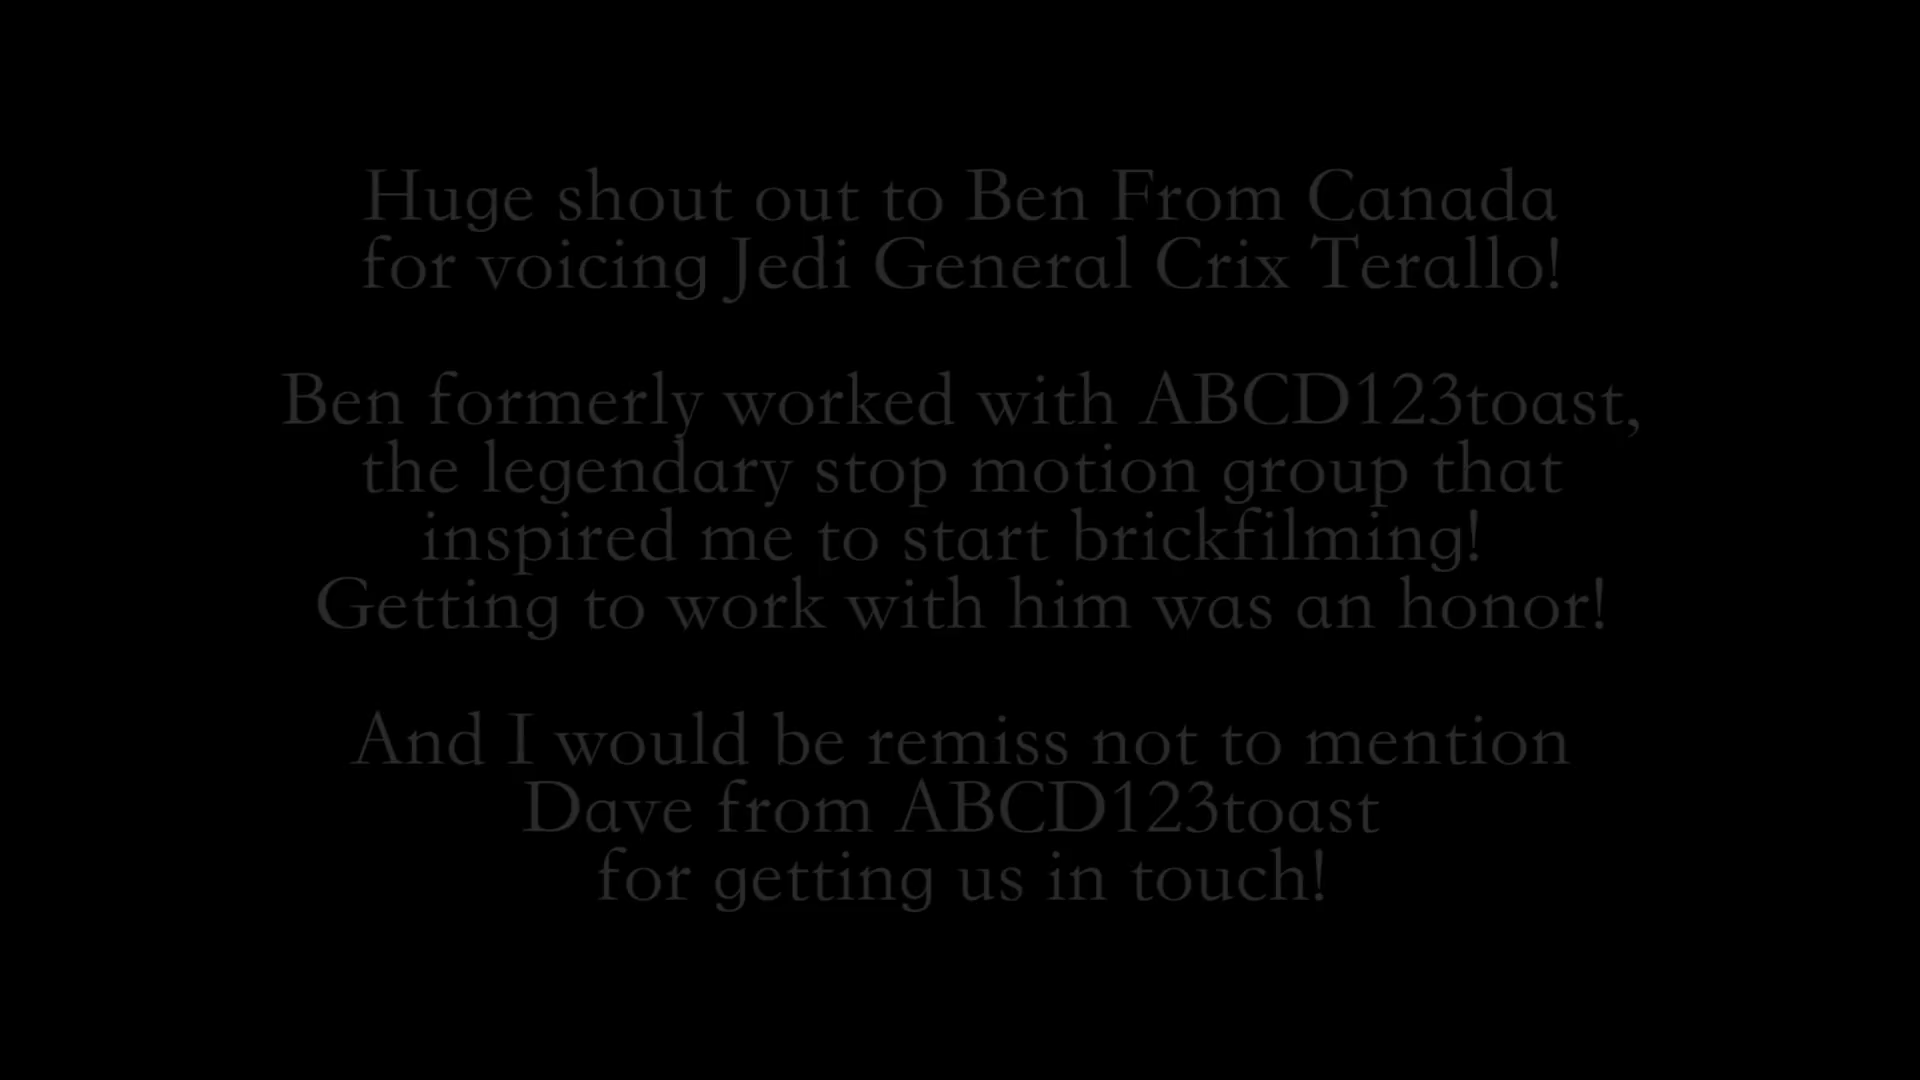 Huge shout out to Ben From Canada
for voicing Jedi General Crix Terallo!
Ben formerly worked with ABCD123toast,
the legendary stop motion group that
inspired me to start brickfilming!
Getting to work with him was an honor!
And I would be remiss not to mention
Dave from ABCD123toast
for getting us in touch!